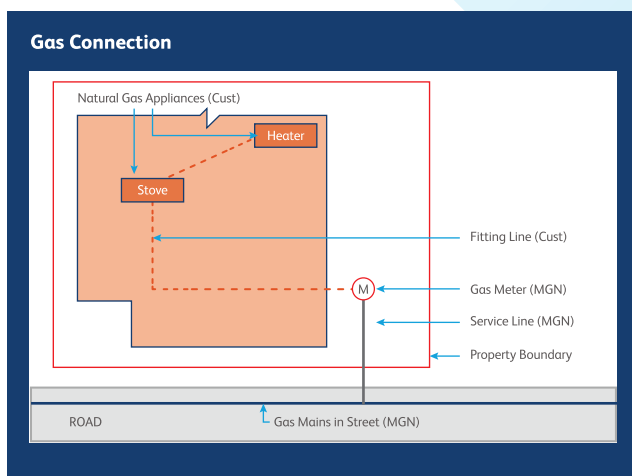 Gas Connection
Natural Gas Appliances (Cust)
Heater
Stove
Fitting Line (Cust)
M
Gas Meter (MGN)
Service Line (MGN)
Property Boundary
ROAD
Gas Mains in Street (MGN)